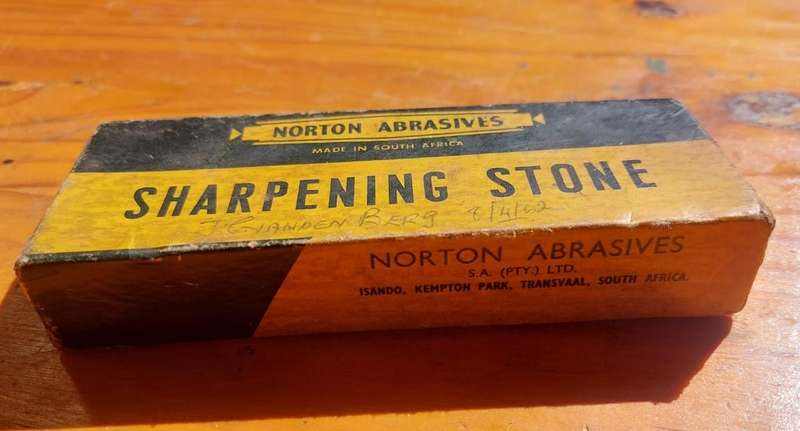 NORTON ABRASIVES
MADE IN SOUTH AFRICA
SHARPENING STONE
Berg 8/4/62
NORTON ABRASIVES
S.A. (PTY.) LTD.
ISANDO, KEMPTON PARK, TRANSVAAL, SOUTH AFRICA.